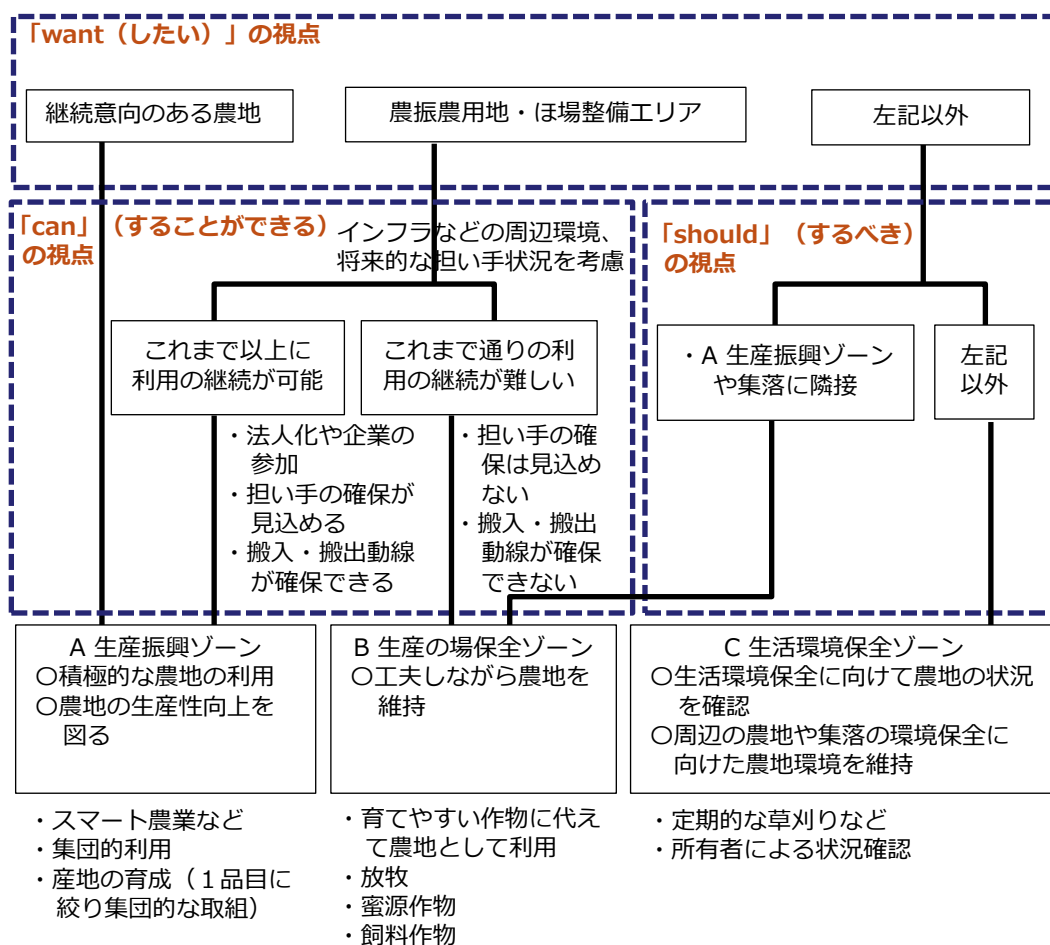 「want（したい）」の視点
継続意向のある農地
農振農用地・ほ場整備エリア
左記以外
「can」（することができる）
の視点
インフラなどの周辺環境、
将来的な担い手状況を考慮
「should」（するべき）
の視点
これまで以上に
利用の継続が可能
これまで通りの利
用の継続が難しい
・A 生産振興ゾーン
や集落に隣接
左記
以外
・法人化や企業の
参加
・担い手の確保が
見込める
・搬入・搬出動線
が確保できる
・担い手の確
保は見込め
ない
・搬入・搬出
動線が確保
できない
A 生産振興ゾーン
〇積極的な農地の利用
〇農地の生産性向上を
図る
B 生産の場保全ゾーン
〇工夫しながら農地を
維持
C 生活環境保全ゾーン
〇生活環境保全に向けて農地の状況
を確認
〇周辺の農地や集落の環境保全に
向けた農地環境を維持
・スマート農業など
・集団的利用
・産地の育成（１品目に
絞り集団的な取組）
・育てやすい作物に代え
て農地として利用
・放牧
・蜜源作物
・飼料作物
・定期的な草刈りなど
・所有者による状況確認